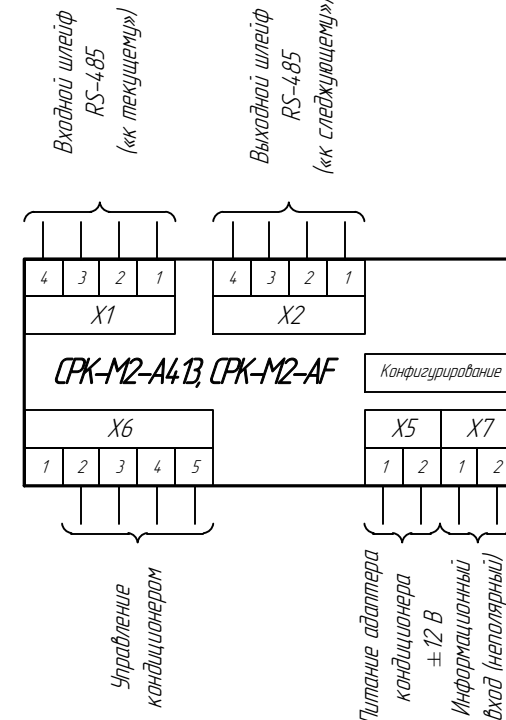 Входной шлейф
RS-485
(«к текущему»)
Выходной шлейф
RS-485
(«к следжующему»)
4 3 2 1
X1
4 3 2 1
X2
СРК-М2-А413, СРК-М2-AF
Конфигурирование
X6
1 2 3 4 5
X5
1 2
X7
1 2
Управление
кондиционером
Питание адаптера
кондиционера
±12 В
Информационный
вход (неполярный)